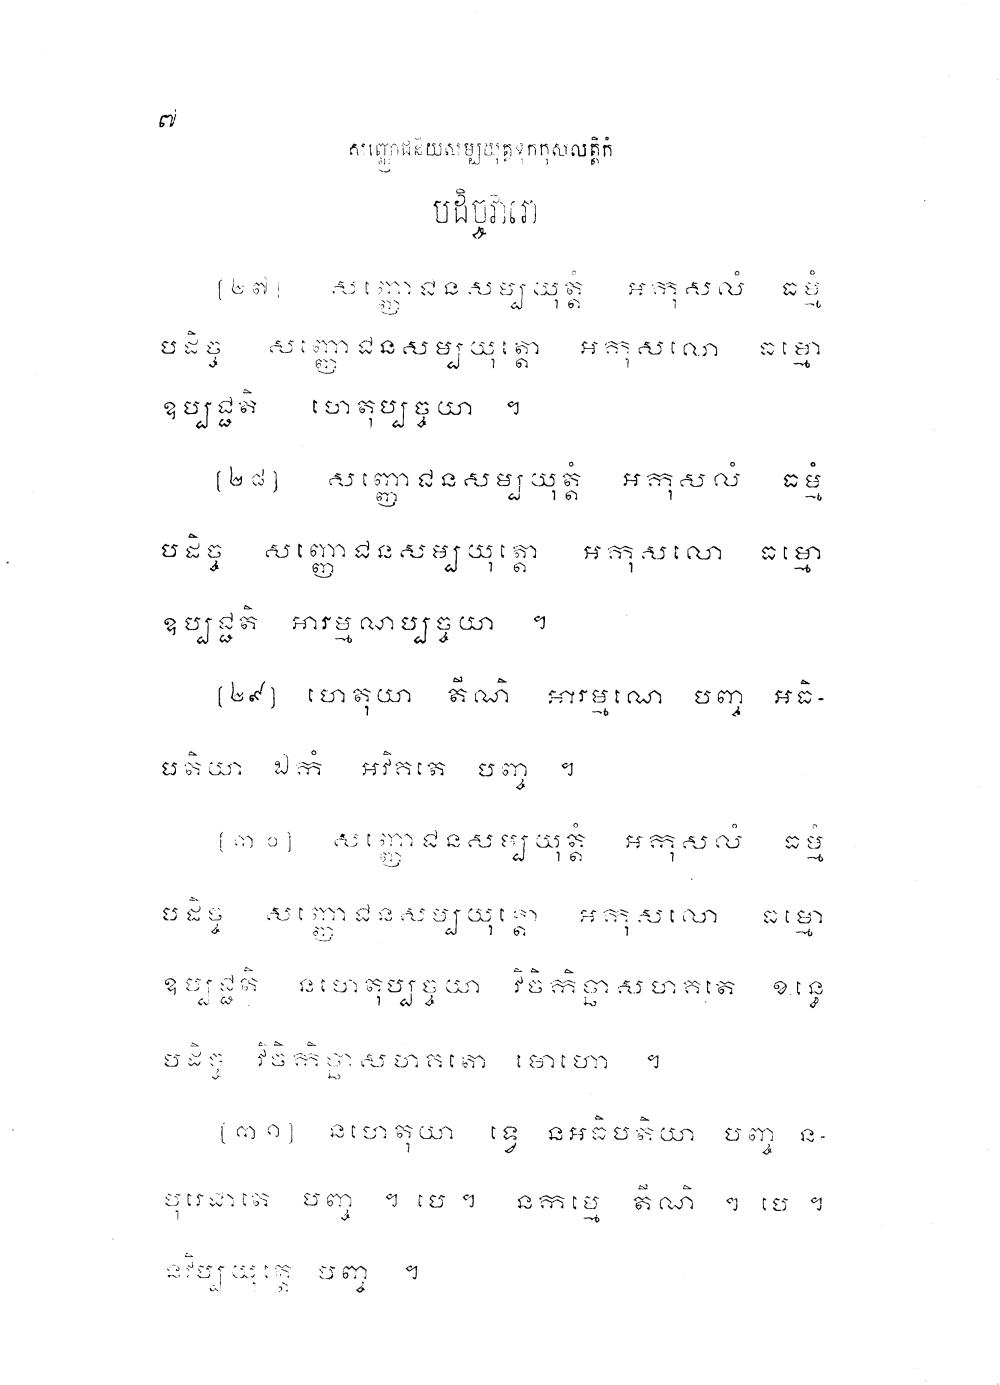 ៧
សញ្ញោជនិយសម្បយុត្តទុកកុសលត្តិកំ
បដិច្ចវារោ
[២៧] សញ្ញោជនសម្បយុត្តំ អកុសលំ ធម្មំ
បដិច្ច សញ្ញោជនសម្បយុត្តោ អកុសលោ ធម្មោ
ឧប្បជ្ជតិ ហេតុប្បច្ចយា ។
[២៨] សញ្ញោជនសម្បយុត្តំ អកុសលំ ធម្មំ
បដិច្ច សញ្ញោជនសម្បយុត្តោ អកុសលោ ធម្មោ
ឧប្បជ្ជតិ អារម្មណប្បច្ចយា ។
[២៩] ហេតុយា តីណិ អារម្មណេ បញ្ច អធិ-
បតិយា ឯកំ អវិគតេ បញ្ច ។
[៣០] សញ្ញោជនសម្បយុត្តំ អកុសលំ ធម្មំ
បដិច្ច សញ្ញោជនសម្បយុត្តោ អកុសលោ ធម្មោ
ឧប្បជ្ជតិ នហេតុប្បច្ចយា វិចិកិច្ឆាសហគតេ ខន្ធេ
បដិច្ច វិចិកិច្ឆាសហគតោ មោហោ ។
[៣១] នហេតុយា ទ្វេ នអធិបតិយា បញ្ច ន-
បុរេជាតេ បញ្ច ។ បេ ។ នកម្មេ តីណិ ។ បេ ។
នវិប្បយុត្តេ បញ្ច ។